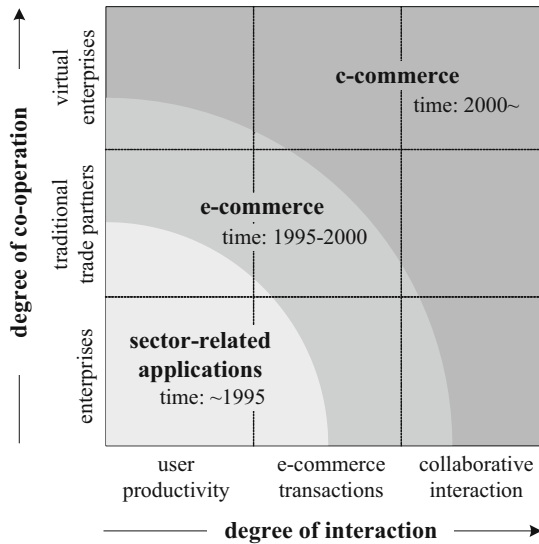 degree of co-operation
virtual
enterprises
traditional
trade partners
enterprises
c-commerce
time: 2000~
e-commerce
time: 1995-2000
sector-related
applications
time: ~1995
user
productivity
e-commerce
transactions
collaborative
interaction
degree of interaction